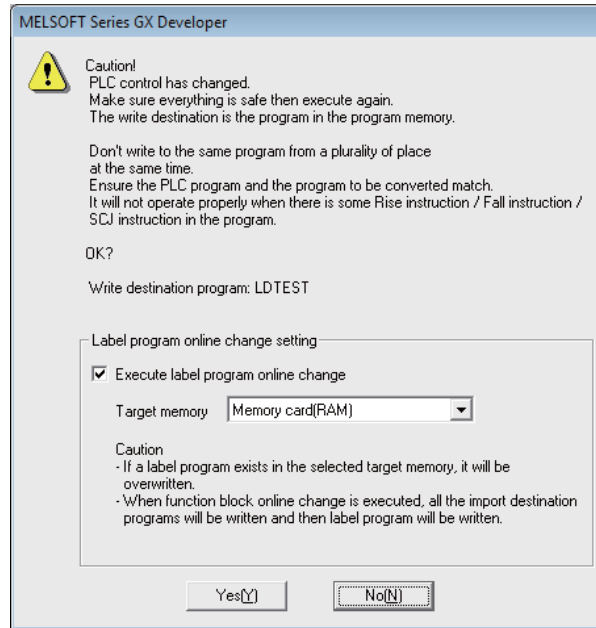 MELSOFT Series GX Developer
Caution!
PLC control has changed.
Make sure everything is safe then execute again.
The write destination is the program in the program memory.
Don't write to the same program from a plurality of place
at the same time.
Ensure the PLC program and the program to be converted match.
It will not operate properly when there is some Rise instruction / Fall instruction /
SCJ instruction in the program.
OK?
Write destination program: LDTEST
Label program online change setting
Execute label program online change
Target memory Memory card(RAM)
Caution
- If a label program exists in the selected target memory, it will be
overwritten.
- When function block online change is executed, all the import destination
programs will be written and then label program will be written.
Yes(Y) No(N)